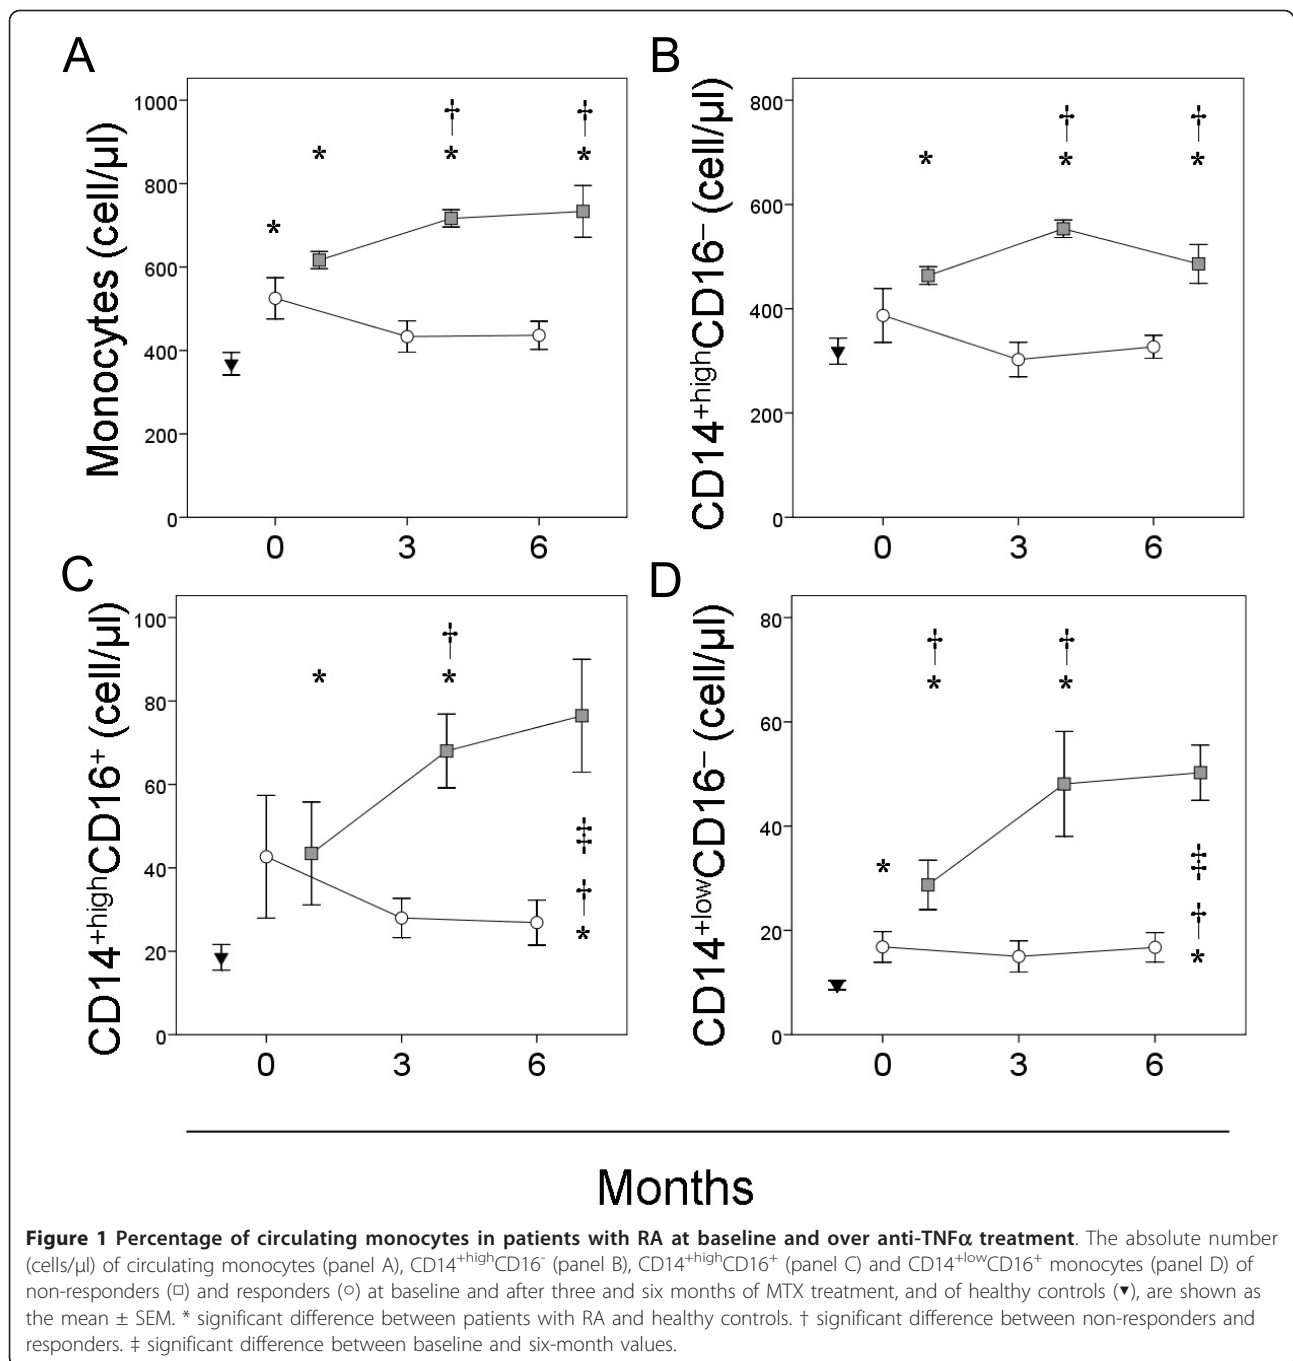 A
Monocytes (cell/µl)
1000
800
600
400
200
0
*
*
†
*
†
*
0 3 6
B
CD14+highCD16– (cell/µl)
800
600
400
200
0
*
†
*
†
*
0 3 6
C
CD14+highCD16+ (cell/µl)
100
80
60
40
20
0
*
†
*
‡
†
*
0 3 6
D
CD14+lowCD16– (cell/µl)
80
60
40
20
0
*
†
*
†
*
‡
†
*
0 3 6
Months
Figure 1 Percentage of circulating monocytes in patients with RA at baseline and over anti-TNFα treatment. The absolute number
(cells/µl) of circulating monocytes (panel A), CD14+highCD16- (panel B), CD14+highCD16+ (panel C) and CD14+lowCD16+ monocytes (panel D) of
non-responders (□) and responders (○) at baseline and after three and six months of MTX treatment, and of healthy controls (▼), are shown as
the mean ± SEM. * significant difference between patients with RA and healthy controls. † significant difference between non-responders and
responders. ‡ significant difference between baseline and six-month values.